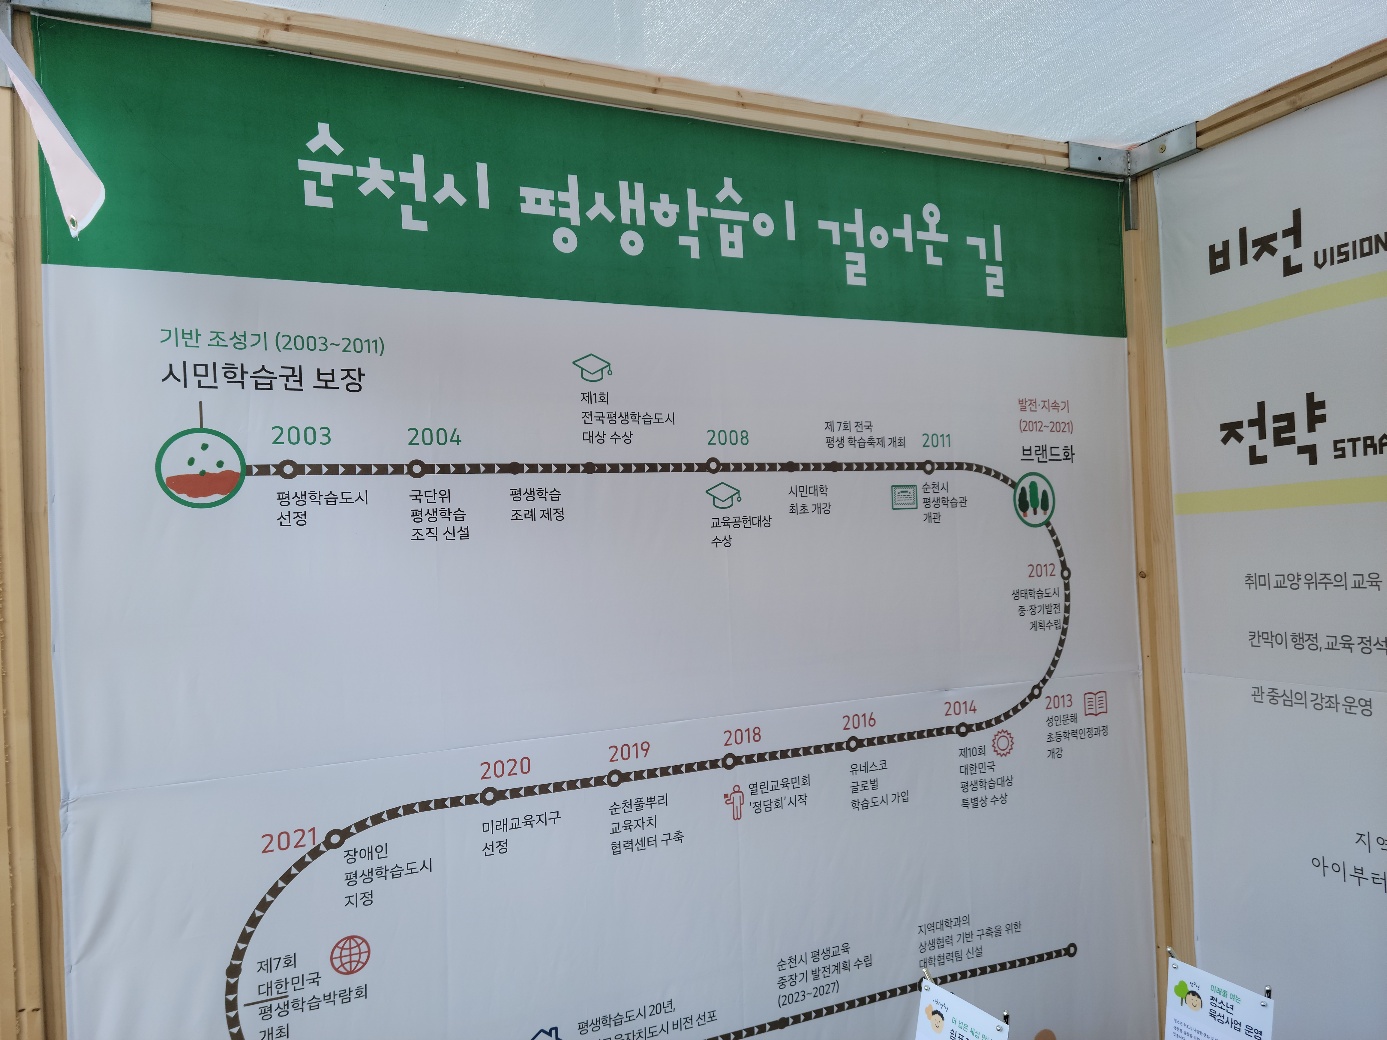 순천시 평생학습이 걸어온 길
기반 조성기 (2003~2011)
시민학습권 보장
2003
평생학습도시
선정
2004
국단위
평생학습
조직 신설
평생학습
조례 제정
제1회
전국평생학습도시
대상 수상
2008
교육공헌대상
수상
시민대학
최초 개강
제 7회 전국
평생 학습축제 개최
2011
순천시
평생학습관
개관
발전·지속기
(2012~2021)
브랜드화
2012
생태학습도시
중·장기발전
계획수립
2013
성인문해
초등학력인정과정
개강
2014
제10회
대한민국
평생학습대상
특별상 수상
2016
유네스코
글로벌
학습도시 가입
2018
열린교육민회
'정담회' 시작
2019
순천풀뿌리
교육자치
협력센터 구축
2020
미래교육지구
선정
2021
장애인
평생학습도시
지정
제7회
대한민국
평생학습박람회
개최
평생학습도시 20년,
교육자치도시 비전 선포
순천시 평생교육
중장기 발전계획 수립
(2023~2027)
지역대학과의
상생협력 기반 구축을 위한
대학협력팀 신설
비전 VISION
전략 STRA
취미 교양 위주의 교육
칸막이 행정, 교육 정석
관 중심의 강좌 운영
지역
아이부터
청소년
육성사업 운영